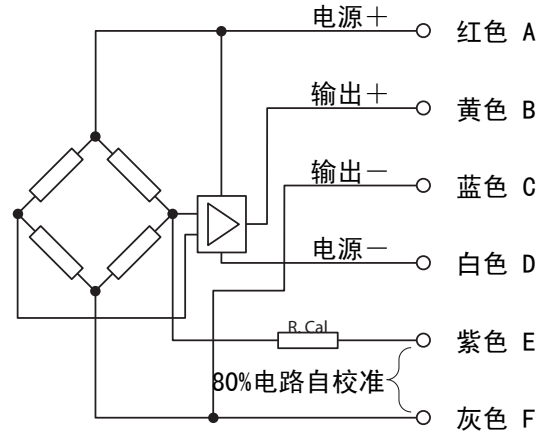 电源＋ 红色 A
输出＋ 黄色 B
输出－ 蓝色 C
电源－ 白色 D
R. Cal 紫色 E
80%电路自校准
灰色 F